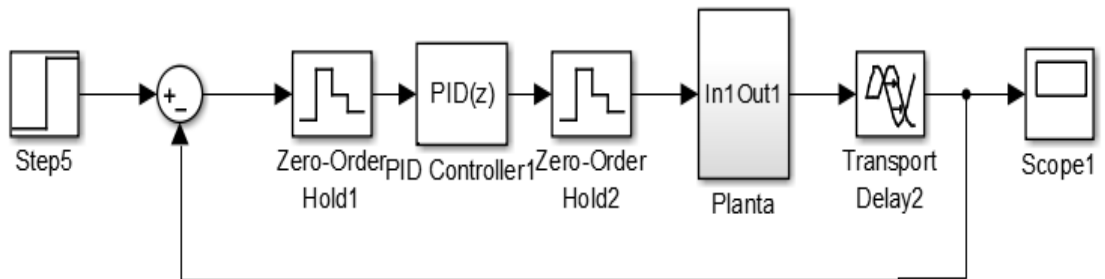 Step5
+
−
Zero-Order
Hold1
PID(z)
PID Controller1
Zero-Order
Hold2
In1 Out1
Planta
Transport
Delay2
Scope1